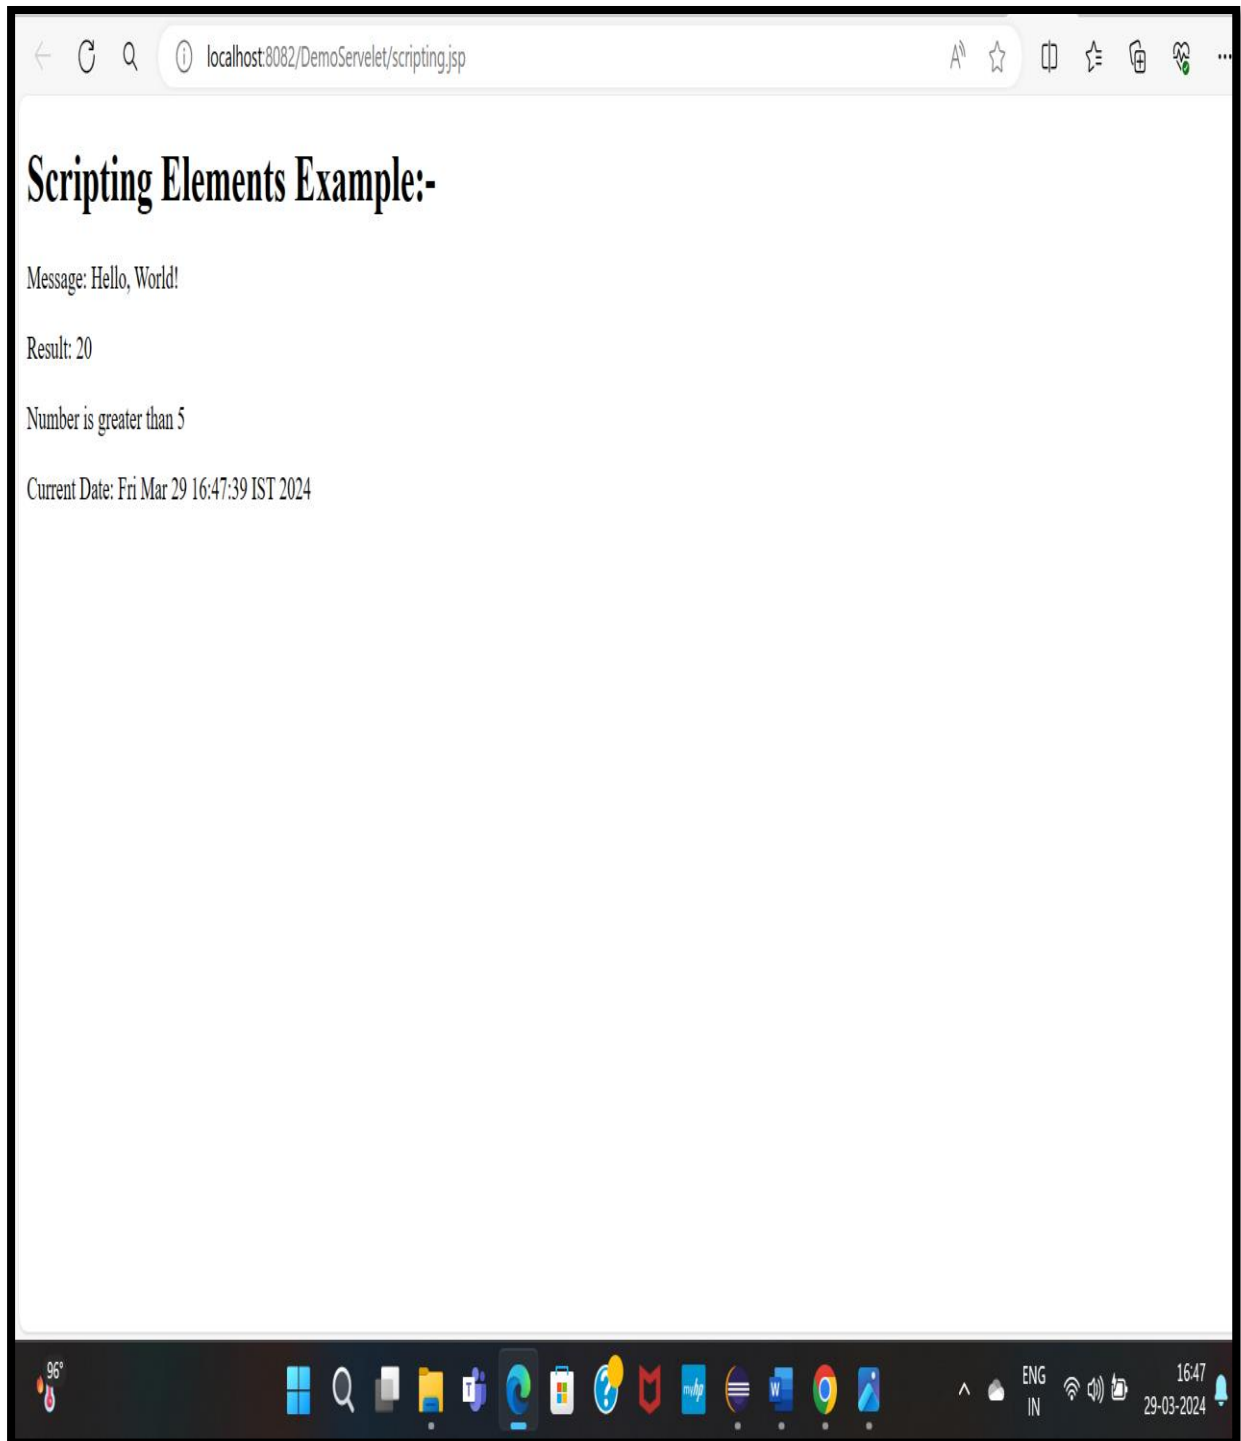 localhost:8082/DemoServelet/scripting.jsp
Scripting Elements Example:-
Message: Hello, World!
Result: 20
Number is greater than 5
Current Date: Fri Mar 29 16:47:39 IST 2024
96°
myhp
W
ENG
IN
16:47
29-03-2024